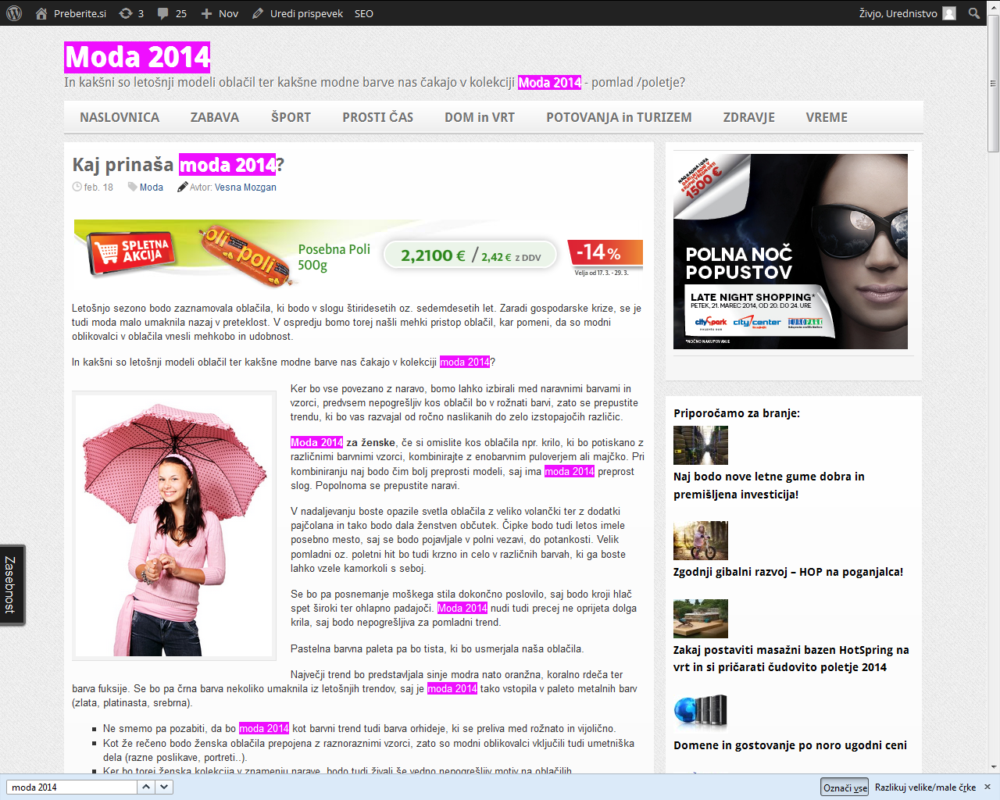 Preberite.si 3 25 Nov Uredi prispevek SEO Živjo, Urednistvo
Moda 2014
In kakšni so letošnji modeli oblačil ter kakšne modne barve nas čakajo v kolekciji Moda 2014 - pomlad /poletje?
NASLOVNICA ZABAVA ŠPORT PROSTI ČAS DOM in VRT POTOVANJA in TURIZEM ZDRAVJE VREME
Kaj prinaša moda 2014?
feb. 18 Moda Avtor: Vesna Mozgan
SPLETNA
AKCIJA
oli
poli
Posebna Poli
500g
2,2100 € / 2,42 € z DDV
-14%
Velja od 17. 3. - 29. 3.
Letošnjo sezono bodo zaznamovala oblačila, ki bodo v slogu štiridesetih oz. sedemdesetih let. Zaradi gospodarske krize, se je
tudi moda malo umaknila nazaj v preteklost. V ospredju bomo torej našli mehki pristop oblačil, kar pomeni, da so modni
oblikovalci v oblačila vnesli mehkobo in udobnost.
In kakšni so letošnji modeli oblačil ter kakšne modne barve nas čakajo v kolekciji moda 2014?
Ker bo vse povezano z naravo, bomo lahko izbirali med naravnimi barvami in
vzorci, predvsem nepogrešljiv kos oblačil bo v rožnati barvi, zato se prepustite
trendu, ki bo vas razvajal od ročno naslikanih do zelo izstopajočih različic.
Moda 2014 za ženske, če si omislite kos oblačila npr. krilo, ki bo potiskano z
različnimi barvnimi vzorci, kombinirajte z enobarvnim puloverjem ali majčko. Pri
kombiniranju naj bodo čim bolj preprosti modeli, saj ima moda 2014 preprost
slog. Popolnoma se prepustite naravi.
V nadaljevanju boste opazile svetla oblačila z veliko volančki ter z dodatki
pajčolana in tako bodo dala ženstven občutek. Čipke bodo tudi letos imele
posebno mesto, saj se bodo pojavljale v polni vezavi, do potankosti. Velik
pomladni oz. poletni hit bo tudi krzno in celo v različnih barvah, ki ga boste
lahko vzele kamorkoli s seboj.
Se bo pa posnemanje moškega stila dokončno poslovilo, saj bodo kroji hlač
spet široki ter ohlapno padajoči. Moda 2014 nudi tudi precej ne oprijeta dolga
krila, saj bodo nepogrešljiva za pomladni trend.
Pastelna barvna paleta pa bo tista, ki bo usmerjala naša oblačila.
Največji trend bo predstavljala sinje modra nato oranžna, koralno rdeča ter
barva fuksije. Se bo pa črna barva nekoliko umaknila iz letošnjih trendov, saj je moda 2014 tako vstopila v paleto metalnih barv
(zlata, platinasta, srebrna).
Ne smemo pa pozabiti, da bo moda 2014 kot barvni trend tudi barva orhideje, ki se preliva med rožnato in vijolično.
Kot že rečeno bodo ženska oblačila prepojena z raznoraznimi vzorci, zato so modni oblikovalci vključili tudi umetniška
dela (razne poslikave, portreti..).
Ker bo torej ženska kolekcija v znamenju narave, bodo tudi živali še vedno nepogrešljiv motiv na oblačilih.
NAGRADNA IGRA
ZADENI BONI V
SKUPNI VREDNOSTI
1500 €
POLNA NOČ
POPUSTOV
LATE NIGHT SHOPPING*
PETEK, 21. MAREC 2014, OD 20. DO 24. URE
citypark citycenter EUROPARK
*NOČNO NAKUPOVANJE
Priporočamo za branje:
Naj bodo nove letne gume dobra in
premišljena investicija!
Zgodnji gibalni razvoj – HOP na poganjalca!
Zakaj postaviti masažni bazen HotSpring na
vrt in si pričarati čudovito poletje 2014
Domene in gostovanje po noro ugodni ceni
Zasebnost
moda 2014 Označi vse Razlikuj velike/male črke